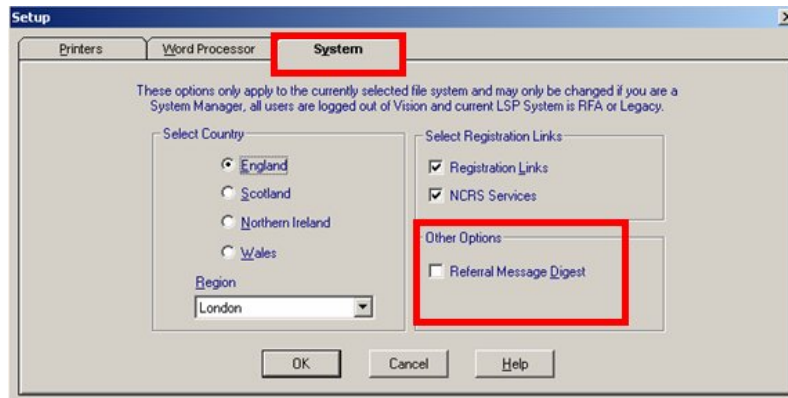 Setup
Printers
Word Processor
System
These options only apply to the currently selected file system and may only be changed if you are a
System Manager, all users are logged out of Vision and current LSP System is RFA or Legacy.
Select Country
England
Scotland
Northern Ireland
Wales
Region
London
Select Registration Links
Registration Links
NCRS Services
Other Options
Referral Message Digest
OK
Cancel
Help